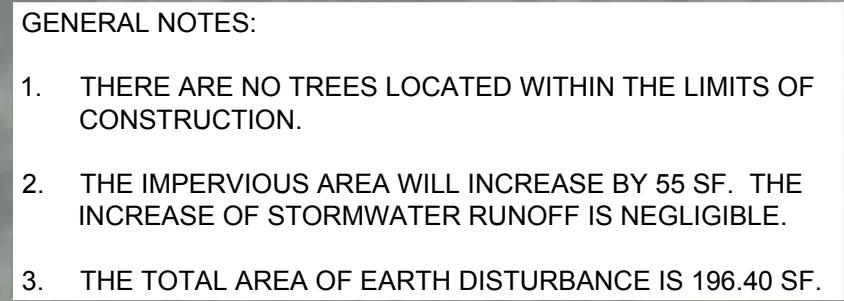 GENERAL NOTES:
1. THERE ARE NO TREES LOCATED WITHIN THE LIMITS OF
CONSTRUCTION.
2. THE IMPERVIOUS AREA WILL INCREASE BY 55 SF. THE
INCREASE OF STORMWATER RUNOFF IS NEGLIGIBLE.
3. THE TOTAL AREA OF EARTH DISTURBANCE IS 196.40 SF.